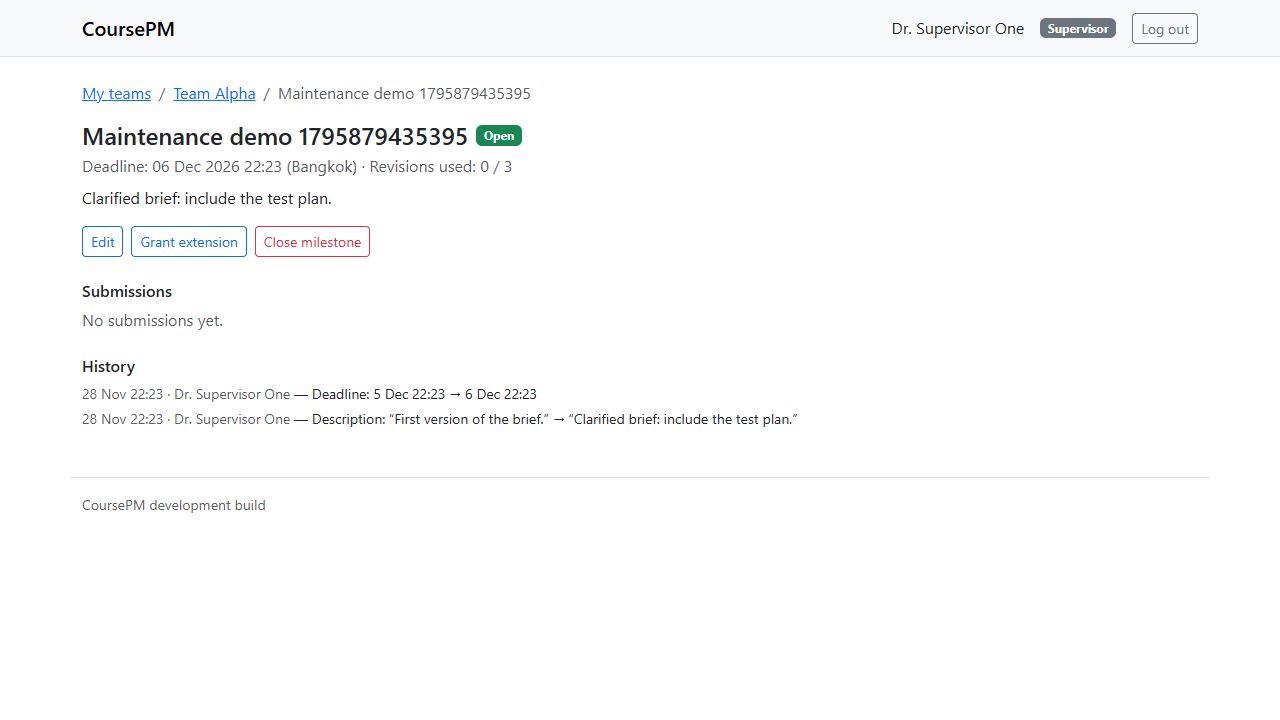 CoursePM
Dr. Supervisor One Supervisor Log out
My teams / Team Alpha / Maintenance demo 1795879435395
Maintenance demo 1795879435395 Open
Deadline: 06 Dec 2026 22:23 (Bangkok) · Revisions used: 0 / 3
Clarified brief: include the test plan.
Edit Grant extension Close milestone
Submissions
No submissions yet.
History
28 Nov 22:23 · Dr. Supervisor One — Deadline: 5 Dec 22:23 → 6 Dec 22:23
28 Nov 22:23 · Dr. Supervisor One — Description: “First version of the brief.” → “Clarified brief: include the test plan.”
CoursePM development build